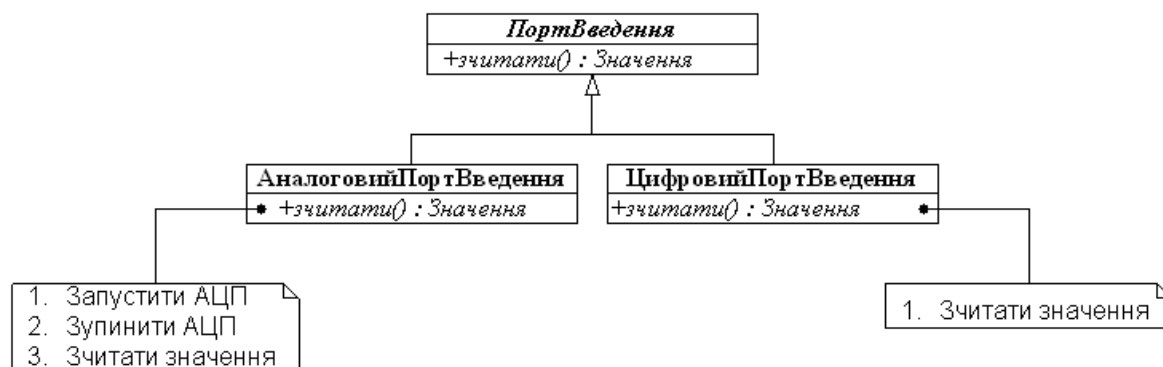 ПортВведення
+зчитати() : Значення
АналоговийПортВведення
+зчитати() : Значення
ЦифровийПортВведення
+зчитати() : Значення
1. Запустити АЦП
2. Зупинити АЦП
3. Зчитати значення
1. Зчитати значення